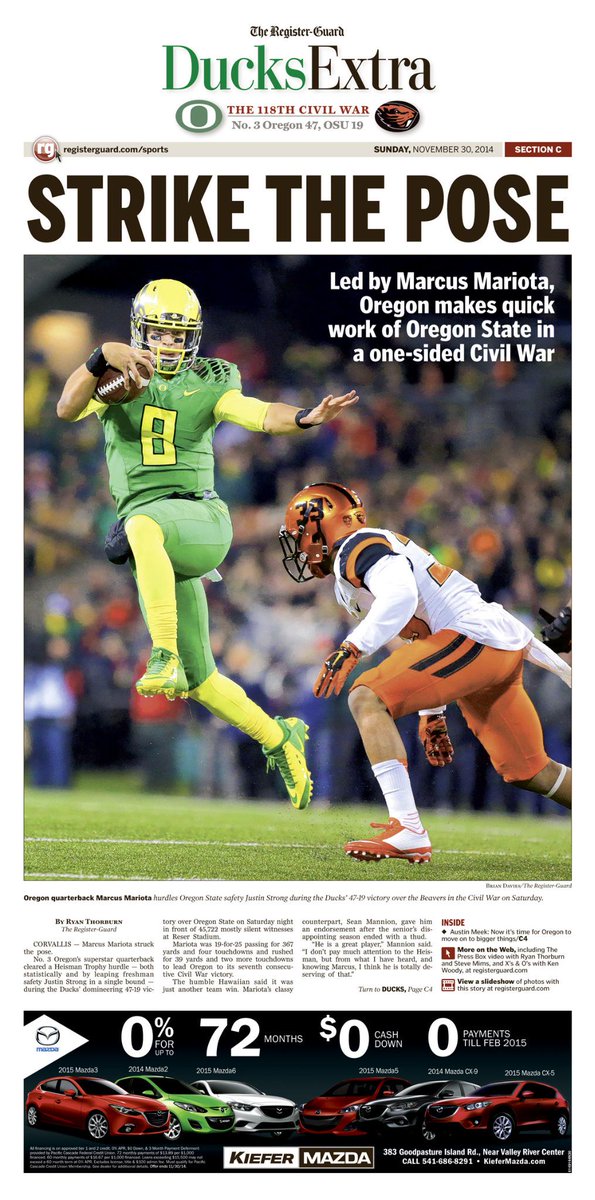 The Register-Guard
DucksExtra
THE 118TH CIVIL WAR
No. 3 Oregon 47, OSU 19
rg registerguard.com/sports
SUNDAY, NOVEMBER 30, 2014
SECTION C
STRIKE THE POSE
Led by Marcus Mariota,
Oregon makes quick
work of Oregon State in
a one-sided Civil War
8
BRIAN DAVIES/The Register-Guard
Oregon quarterback Marcus Mariota hurdles Oregon State safety Justin Strong during the Ducks' 47-19 victory over the Beavers in the Civil War on Saturday.
BY RYAN THORBURN
The Register-Guard
CORVALLIS — Marcus Mariota struck
the pose.
No. 3 Oregon's superstar quarterback
cleared a Heisman Trophy hurdle — both
statistically and by leaping freshman
safety Justin Strong in a single bound —
during the Ducks' domineering 47-19 vic-
tory over Oregon State on Saturday night
in front of 45,722 mostly silent witnesses
at Reser Stadium.
Mariota was 19-for-25 passing for 367
yards and four touchdowns and rushed
for 39 yards and two more touchdowns
to lead Oregon to its seventh consecu-
tive Civil War victory.
The humble Hawaiian said it was
just another team win. Mariota's classy
counterpart, Sean Mannion, gave him
an endorsement after the senior's dis-
appointing season ended with a thud.
"He is a great player," Mannion said.
"I don't pay much attention to the Heis-
man, but from what I have heard, and
knowing Marcus, I think he is totally de-
serving of that."
Turn to DUCKS, Page C4
INSIDE
Austin Meek: Now it's time for Oregon to
move on to bigger things/C4
More on the Web, including The
Press Box video with Ryan Thorburn
and Steve Mims, and X's & O's with Ken
Woody, at registerguard.com
View a slideshow of photos with
this story at registerguard.com
mazda
0% FOR UP TO 72 MONTHS
$0 CASH DOWN
0 PAYMENTS TILL FEB 2015
2015 Mazda3
2014 Mazda2
2015 Mazda6
2015 Mazda5
2014 Mazda CX-9
2015 Mazda CX-5
KIEFER MAZDA
383 Goodpasture Island Rd., Near Valley River Center
CALL 541-686-8291 • KieferMazda.com